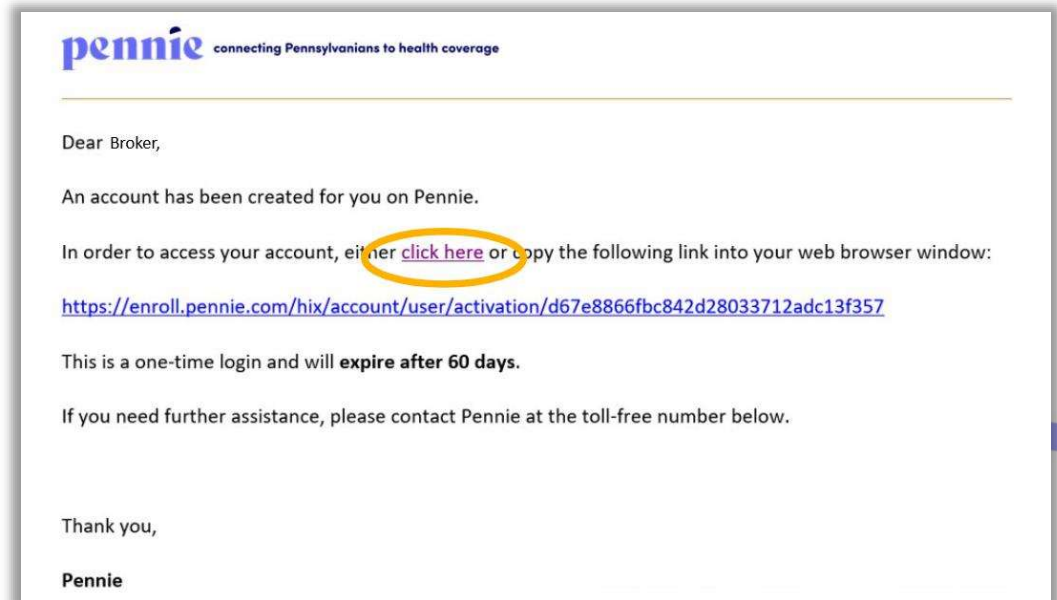 pennie connecting Pennsylvanians to health coverage
Dear Broker,
An account has been created for you on Pennie.
In order to access your account, either click here or copy the following link into your web browser window:
https://enroll.pennie.com/hix/account/user/activation/d67e8866fbc842d28033712adc13f357
This is a one-time login and will expire after 60 days.
If you need further assistance, please contact Pennie at the toll-free number below.
Thank you,
Pennie